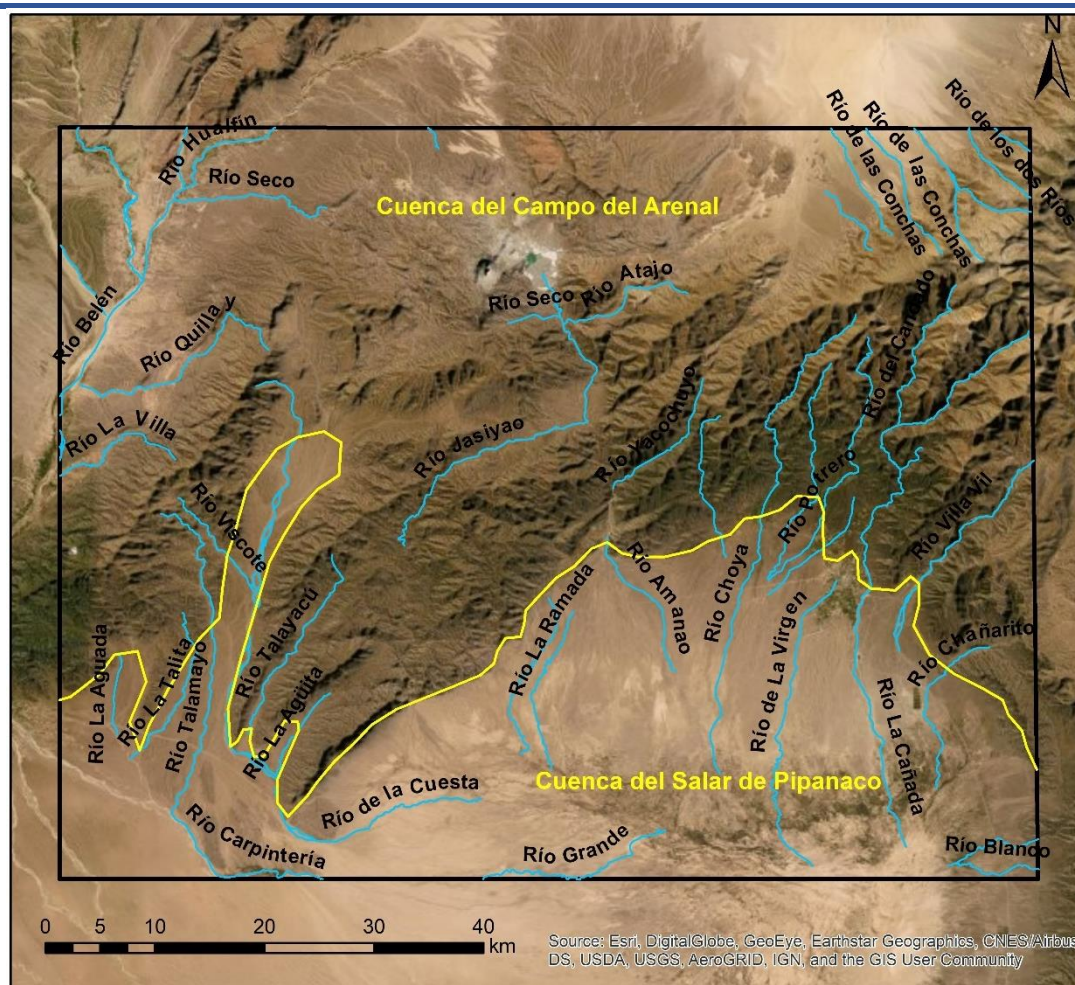 N
Río Hualfín
Río de las Conchas
Río de las Conchas
Río de los dos Ríos
Río Seco
Cuenca del Campo del Arenal
Río Belén
Río Seco
Río Atajo
Río Quillay
Río del Cañado
Río La Villa
Río Jasiyaco
Río Yacochuyo
Río Potrero
Río Villa Vil
Río Viscote
Río Amanao
Río Choya
Río La Ramada
Río Talayacú
Río de La Virgen
Río Chañarito
Río La Aguada
Río La Talita
Río Talamayo
Río La Agüita
Río La Cañada
Cuenca del Salar de Pipanaco
Río de la Cuesta
Río Carpintería
Río Grande
Río Blanco
0 5 10 20 30 40
km
Source: Esri, DigitalGlobe, GeoEye, Earthstar Geographics, CNES/Airbus
DS, USDA, USGS, AeroGRID, IGN, and the GIS User Community